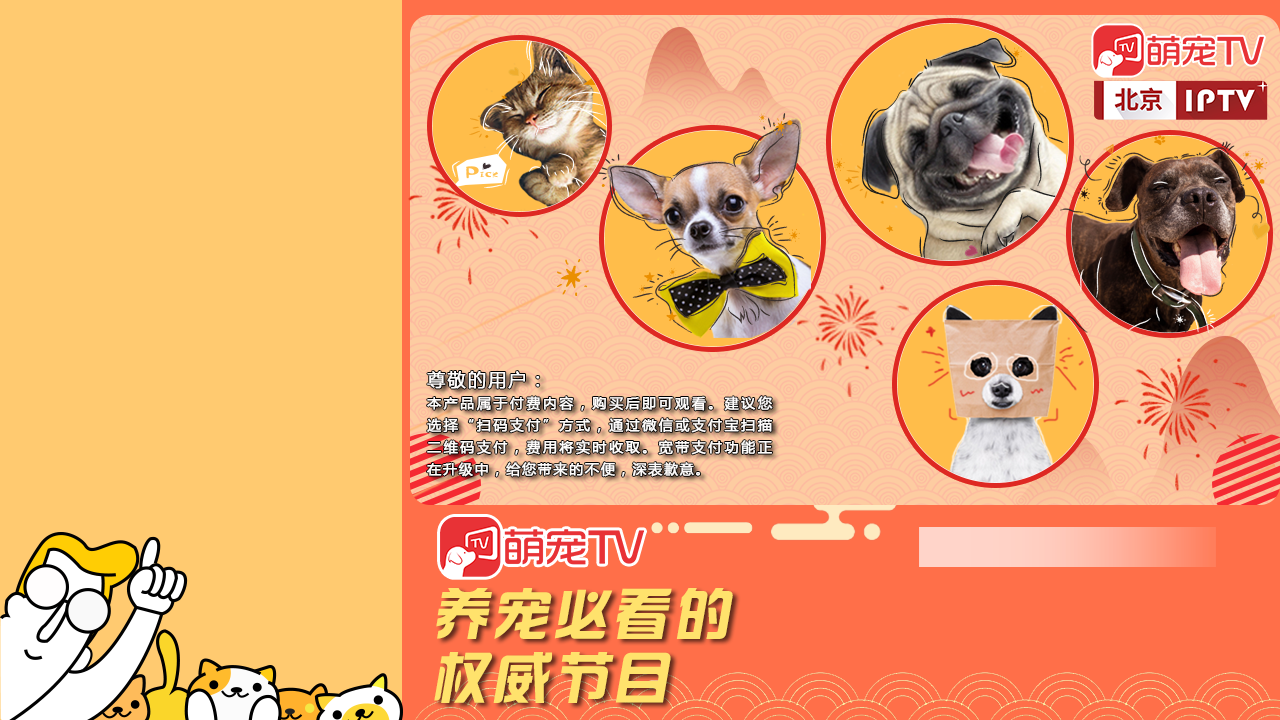 萌宠TV
北京 IPTV
Pick
尊敬的用户：
本产品属于付费内容，购买后即可观看。建议您
选择“扫码支付”方式，通过微信或支付宝扫描
二维码支付，费用将实时收取。宽带支付功能正
在升级中，给您带来的不便，深表歉意。
TV 萌宠TV
养宠必看的
权威节目